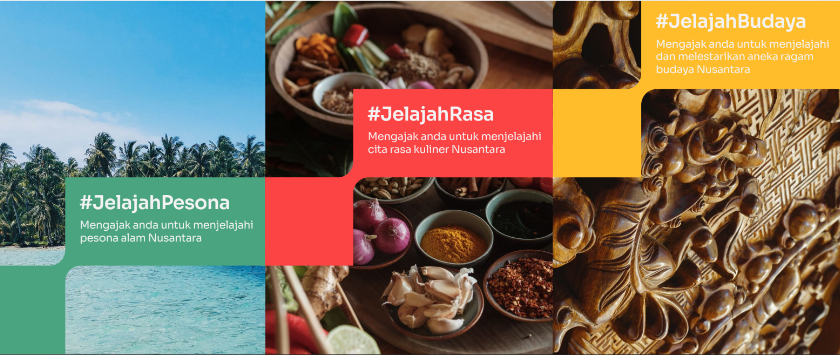 #JelajahPesona
Mengajak anda untuk menjelajahi
pesona alam Nusantara
#JelajahRasa
Mengajak anda untuk menjelajahi
cita rasa kuliner Nusantara
#JelajahBudaya
Mengajak anda untuk menjelajahi
dan melestarikan aneka ragam
budaya Nusantara